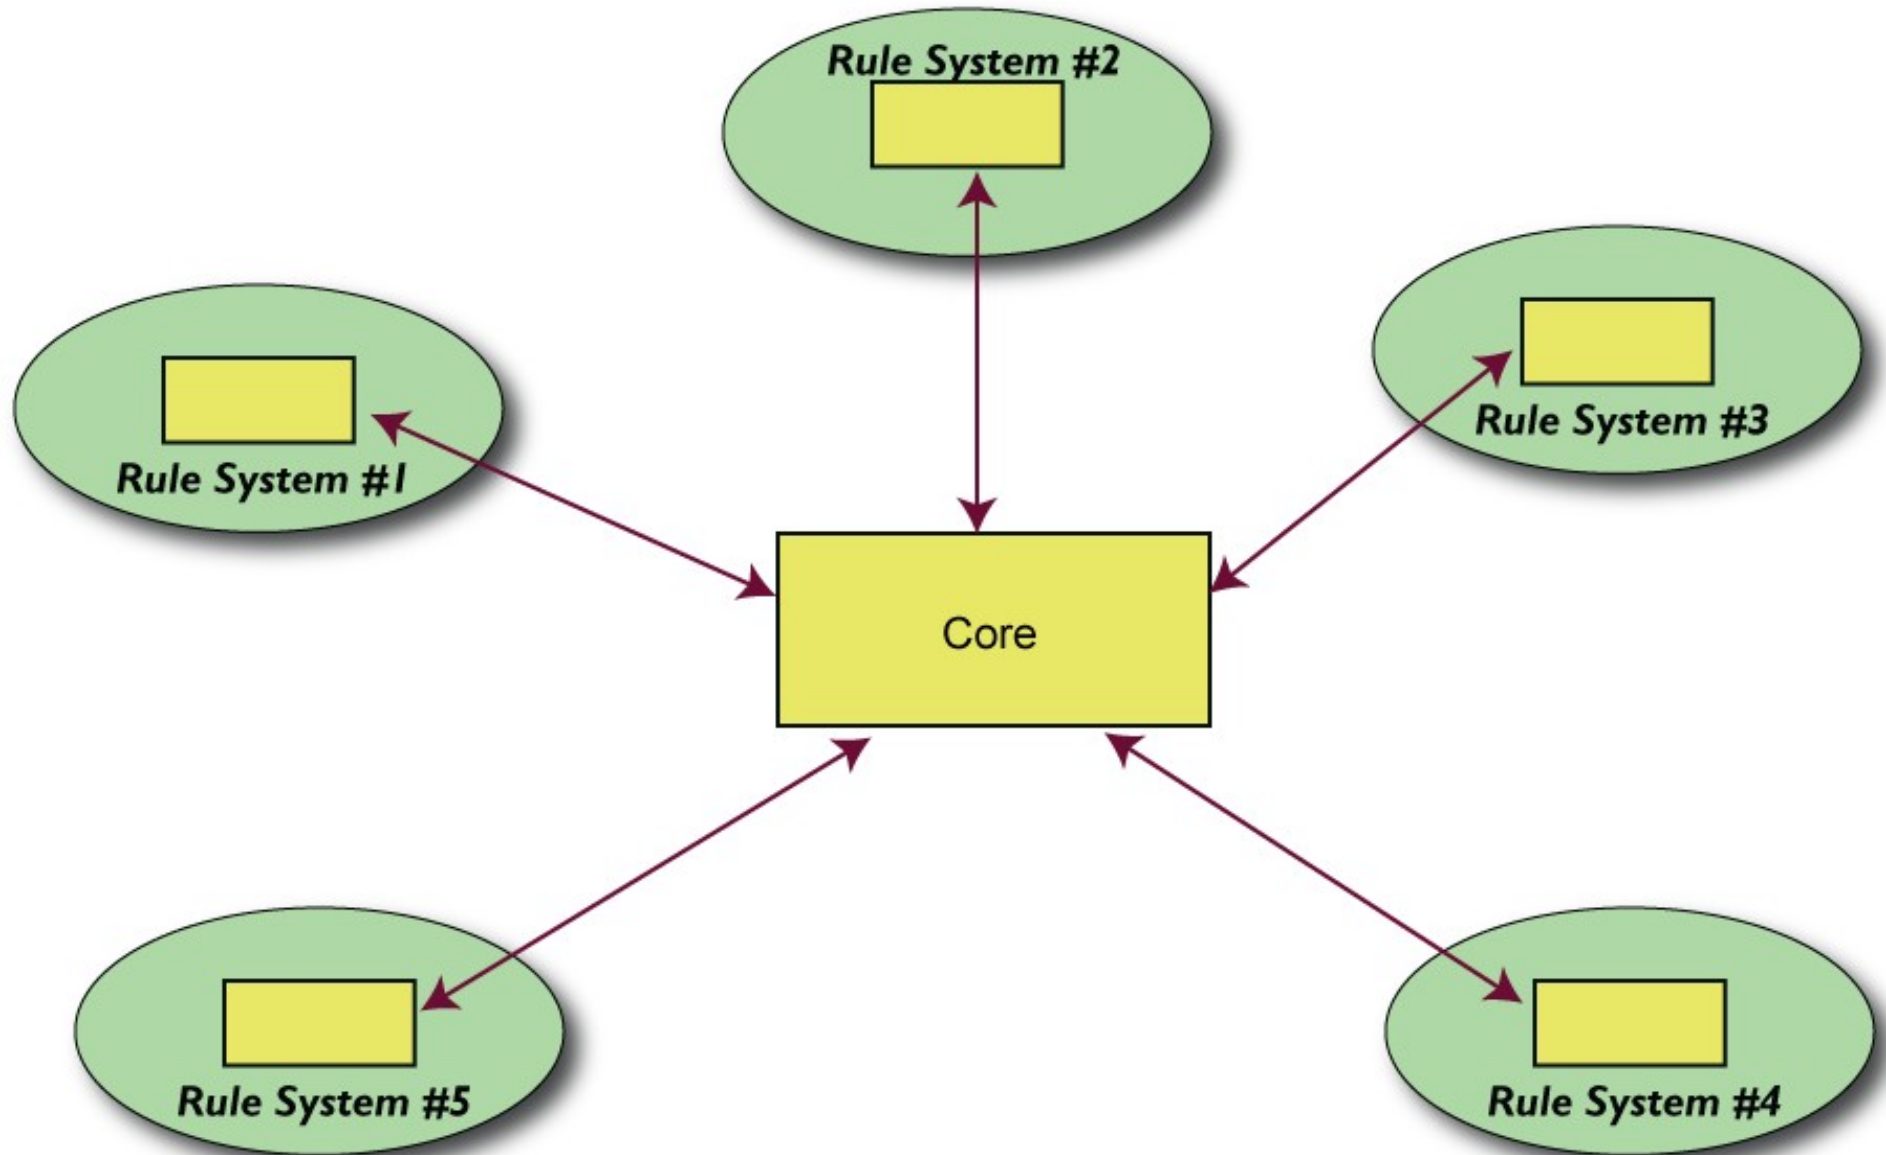 Rule System #2
Rule System #3
Rule System #1
Core
Rule System #5
Rule System #4